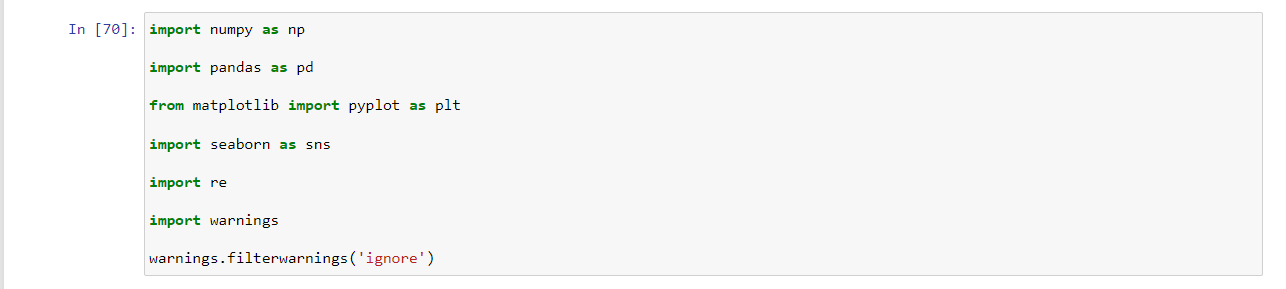 In [70]: import numpy as np
import pandas as pd
from matplotlib import pyplot as plt
import seaborn as sns
import re
import warnings
warnings.filterwarnings('ignore')